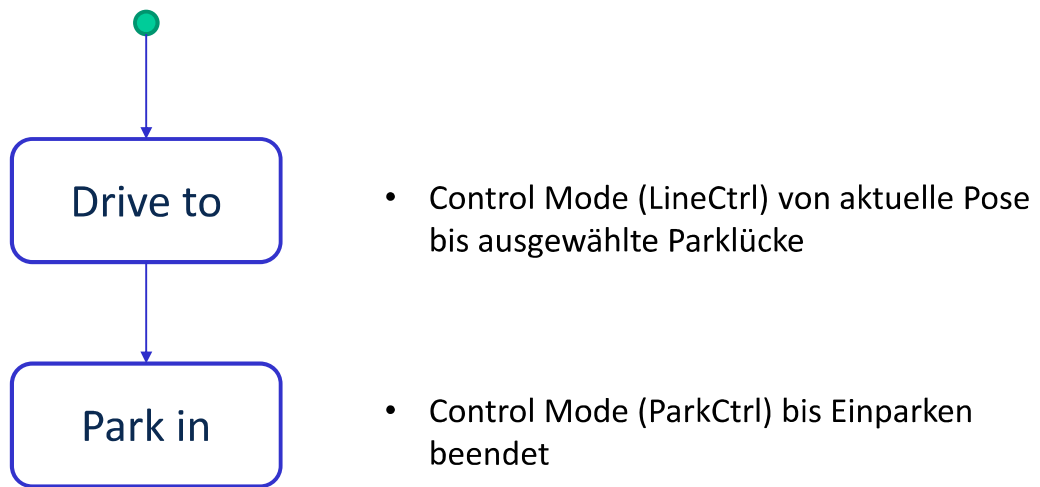 Drive to
• Control Mode (LineCtrl) von aktuelle Pose
bis ausgewählte Parklücke
Park in
• Control Mode (ParkCtrl) bis Einparken
beendet